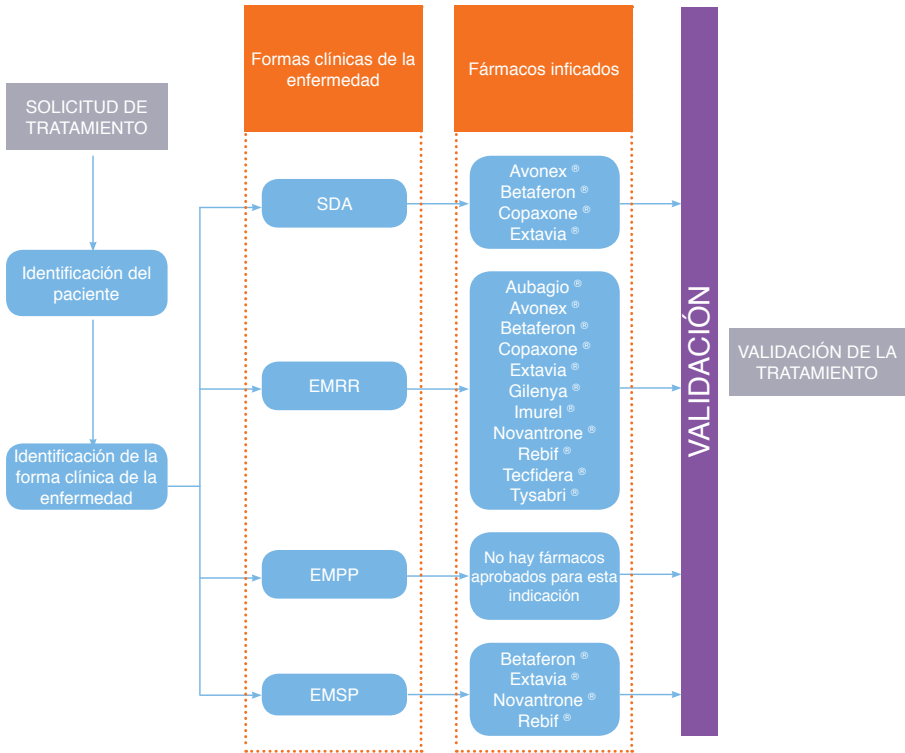 SOLICITUD DE
TRATAMIENTO
Identificación del
paciente
Identificación de la
forma clínica de la
enfermedad
Formas clínicas de la
enfermedad
SDA
EMRR
EMPP
EMSP
Fármacos inficados
Avonex ®
Betaferon ®
Copaxone ®
Extavia ®
Aubagio ®
Avonex ®
Betaferon ®
Copaxone ®
Extavia ®
Gilenya ®
Imurel ®
Novantrone ®
Rebif ®
Tecfidera ®
Tysabri ®
No hay fármacos
aprobados para esta
indicación
Betaferon ®
Extavia ®
Novantrone ®
Rebif ®
VALIDACIÓN
VALIDACIÓN DE LA
TRATAMIENTO